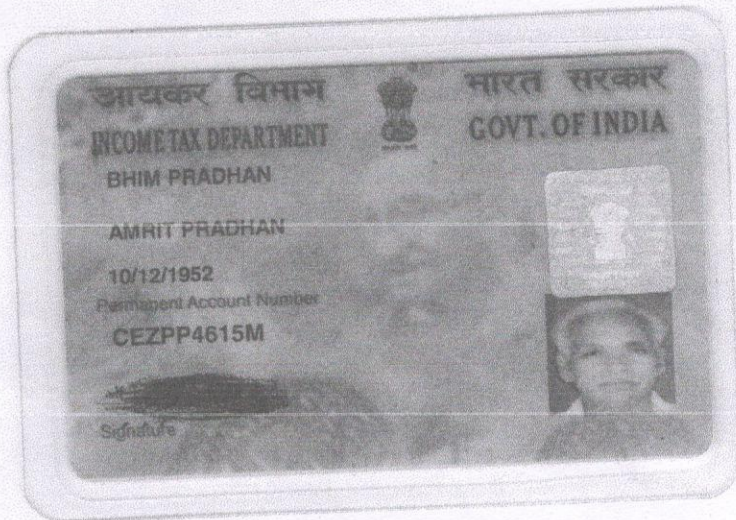 आयकर विभाग
INCOME TAX DEPARTMENT
भारत सरकार
GOVT. OF INDIA
BHIM PRADHAN
AMRIT PRADHAN
10/12/1952
Permanent Account Number
CEZPP4615M
Signature